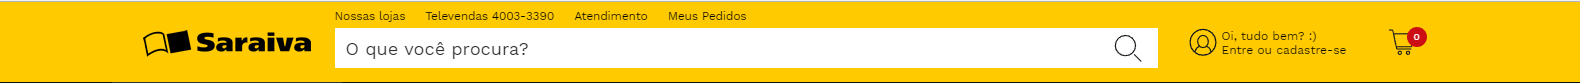 Nossas lojas Televendas 4003-3390 Atendimento Meus Pedidos
Saraiva
O que você procura?
Oi, tudo bem? :)
Entre ou cadastre-se
0